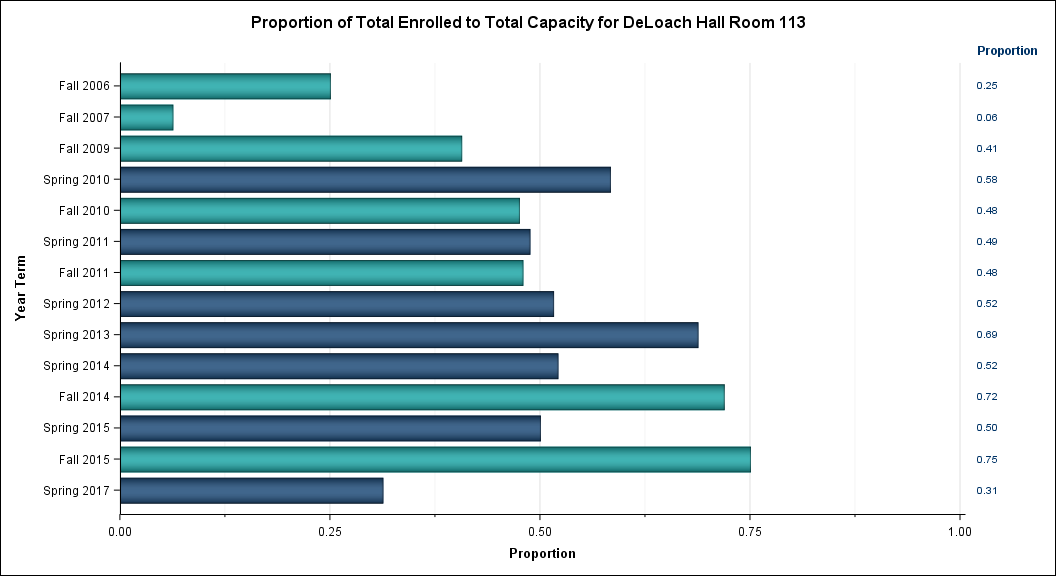 Proportion of Total Enrolled to Total Capacity for DeLoach Hall Room 113
Proportion
Fall 2006 0.25
Fall 2007 0.06
Fall 2009 0.41
Spring 2010 0.58
Fall 2010 0.48
Spring 2011 0.49
Fall 2011 0.48
Spring 2012 0.52
Spring 2013 0.69
Spring 2014 0.52
Fall 2014 0.72
Spring 2015 0.50
Fall 2015 0.75
Spring 2017 0.31
Year Term
0.00 0.25 0.50 0.75 1.00
Proportion